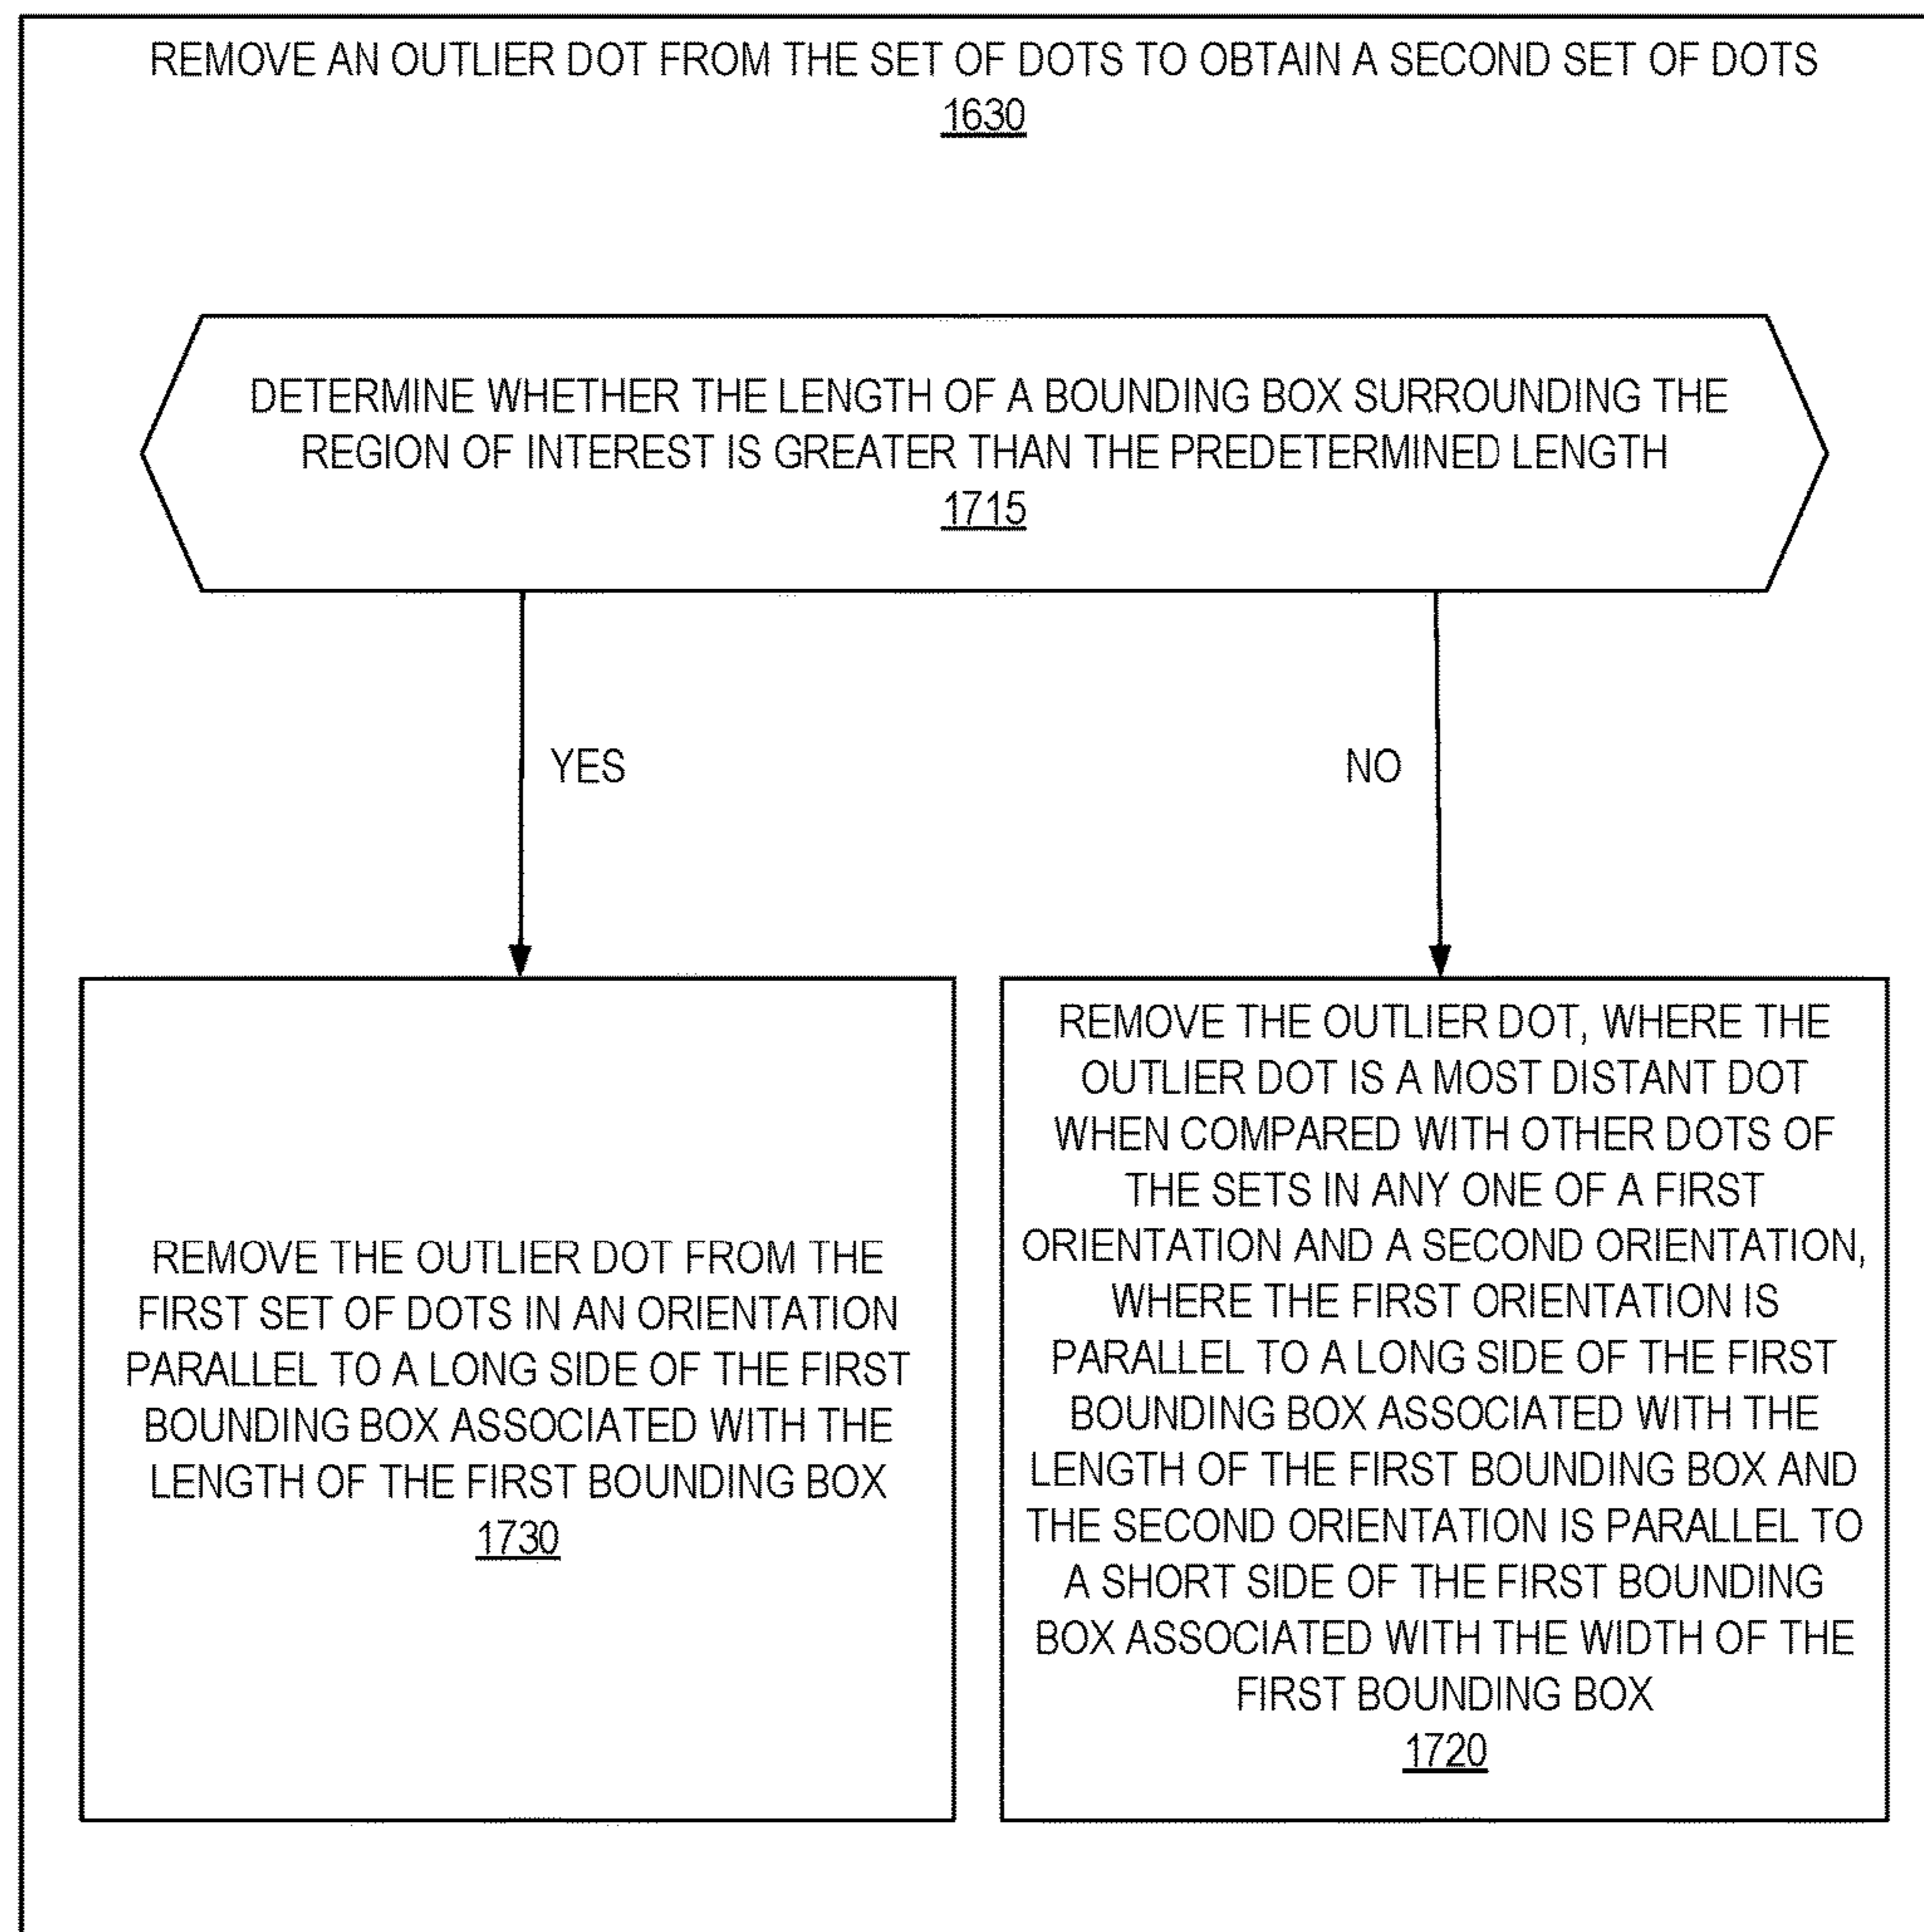 REMOVE AN OUTLIER DOT FROM THE SET OF DOTS TO OBTAIN A SECOND SET OF DOTS
1630
DETERMINE WHETHER THE LENGTH OF A BOUNDING BOX SURROUNDING THE
REGION OF INTEREST IS GREATER THAN THE PREDETERMINED LENGTH
1715
YES
NO
REMOVE THE OUTLIER DOT FROM THE
FIRST SET OF DOTS IN AN ORIENTATION
PARALLEL TO A LONG SIDE OF THE FIRST
BOUNDING BOX ASSOCIATED WITH THE
LENGTH OF THE FIRST BOUNDING BOX
1730
REMOVE THE OUTLIER DOT, WHERE THE
OUTLIER DOT IS A MOST DISTANT DOT
WHEN COMPARED WITH OTHER DOTS OF
THE SETS IN ANY ONE OF A FIRST
ORIENTATION AND A SECOND ORIENTATION,
WHERE THE FIRST ORIENTATION IS
PARALLEL TO A LONG SIDE OF THE FIRST
BOUNDING BOX ASSOCIATED WITH THE
LENGTH OF THE FIRST BOUNDING BOX AND
THE SECOND ORIENTATION IS PARALLEL TO
A SHORT SIDE OF THE FIRST BOUNDING
BOX ASSOCIATED WITH THE WIDTH OF THE
FIRST BOUNDING BOX
1720